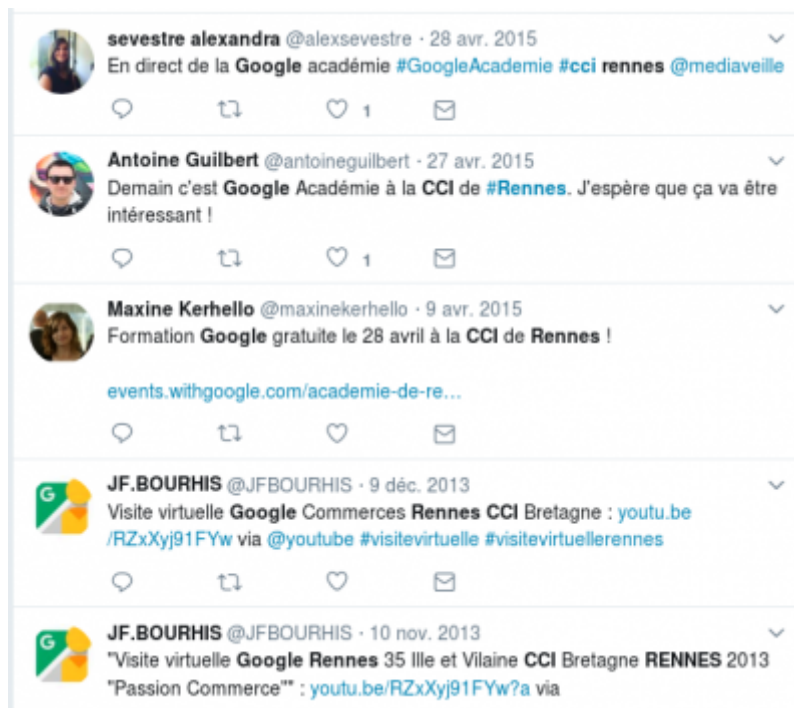 sevestre alexandra @alexsevestre · 28 avr. 2015
En direct de la Google académie #GoogleAcademie #cci rennes @mediaveille
1
Antoine Guilbert @antoineguilbert · 27 avr. 2015
Demain c'est Google Académie à la CCI de #Rennes. J'espère que ça va être
intéressant !
1
Maxine Kerhello @maxinekerhello · 9 avr. 2015
Formation Google gratuite le 28 avril à la CCI de Rennes !
events.withgoogle.com/academie-de-re…
G
JF.BOURHIS @JFBOURHIS · 9 déc. 2013
Visite virtuelle Google Commerces Rennes CCI Bretagne : youtu.be
/RZxXyj91FYw via @youtube #visitevirtuelle #visitevirtuellerennes
G
JF.BOURHIS @JFBOURHIS · 10 nov. 2013
"Visite virtuelle Google Rennes 35 Ille et Vilaine CCI Bretagne RENNES 2013
"Passion Commerce"" : youtu.be/RZxXyj91FYw?a via